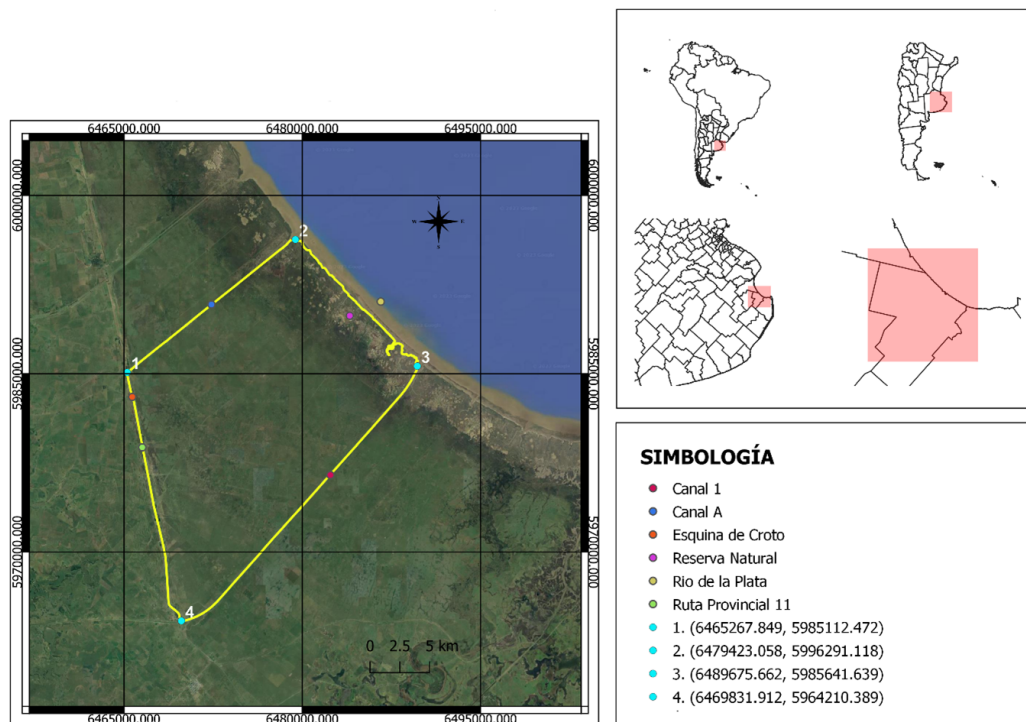 6465000.000 6480000.000 6495000.000
6000000.000 6000000.000
2
3
1
5985000.000 5985000.000
5970000.000 5970000.000
4
0 2.5 5 km
6465000.000 6480000.000 6495000.000
SIMBOLOGÍA
Canal 1
Canal A
Esquina de Croto
Reserva Natural
Rio de la Plata
Ruta Provincial 11
1. (6465267.849, 5985112.472)
2. (6479423.058, 5996291.118)
3. (6489675.662, 5985641.639)
4. (6469831.912, 5964210.389)